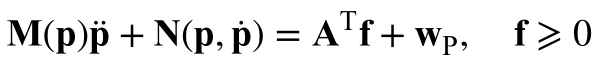 𝐌(𝐩)𝐩̈ + 𝐍(𝐩, 𝐩̇) = 𝐀ᵀ𝐟 + 𝐰_P, 𝐟 ⩾ 0